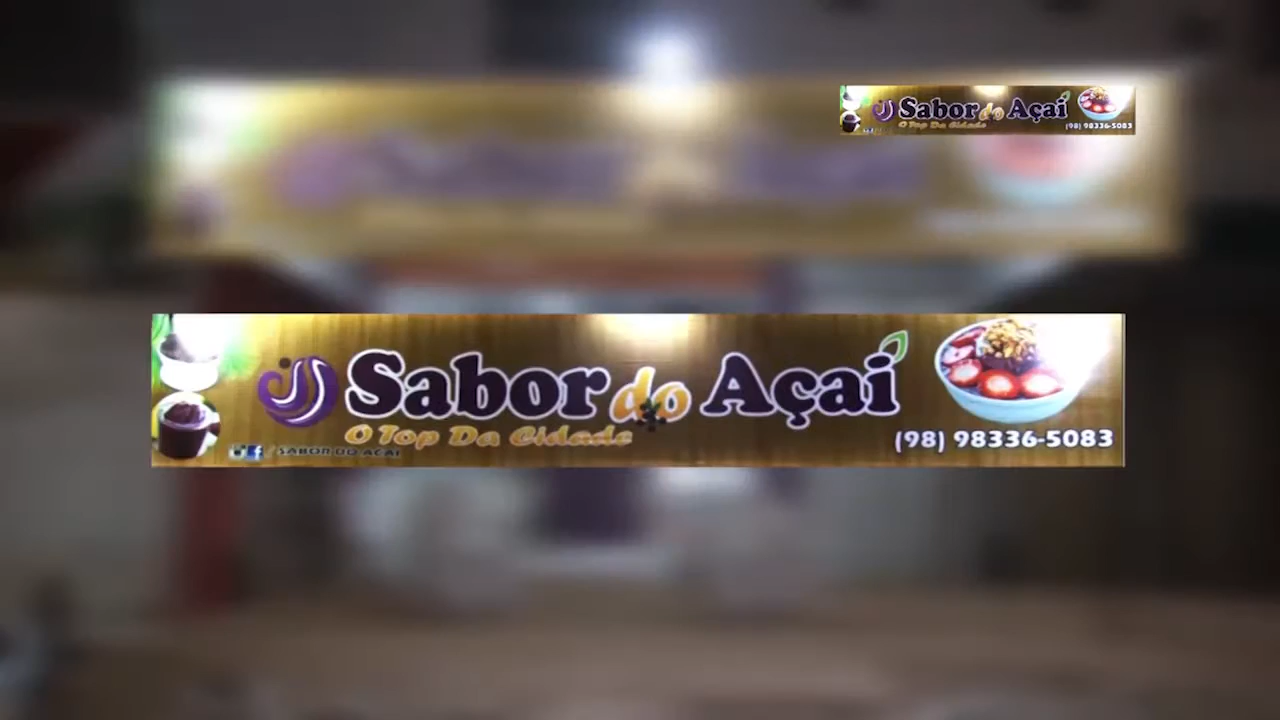 Sabor do Açaí
O Top Da Cidade
(98) 98336-5083
Sabor do Açaí
O Top Da Cidade
(98) 98336-5083
/ SABOR DO AÇAI